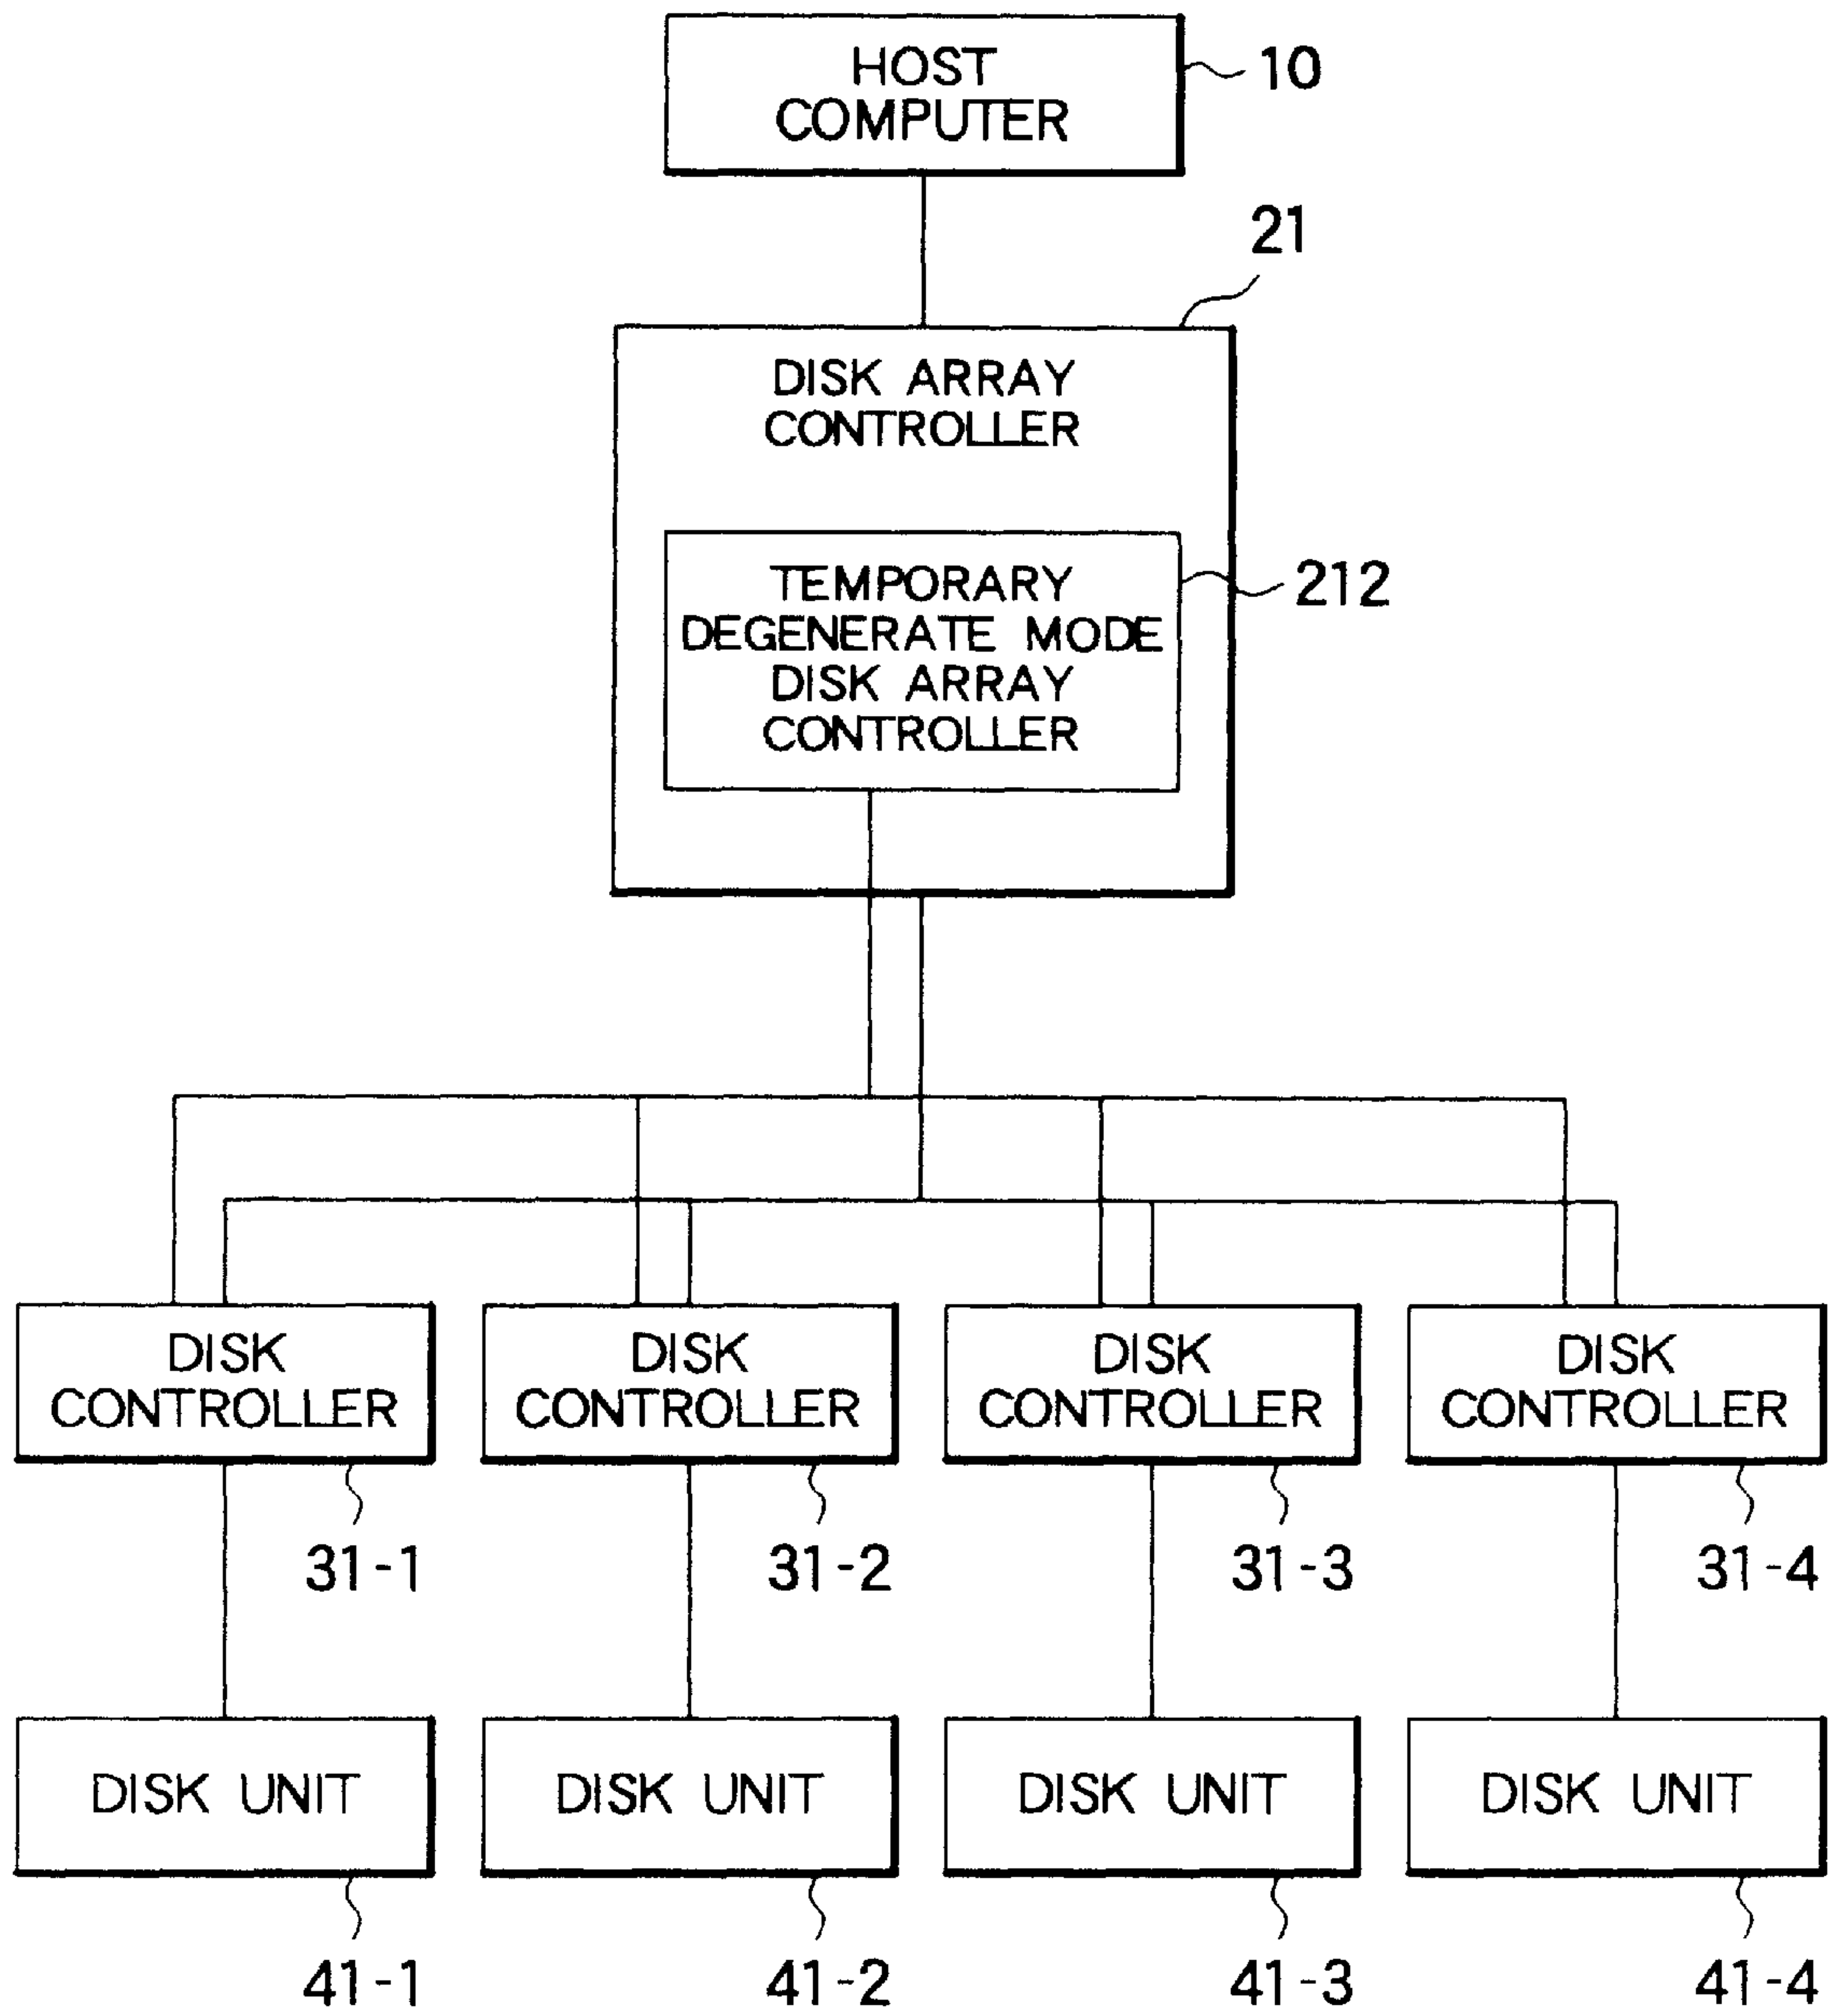 HOST
COMPUTER
10
21
DISK ARRAY
CONTROLLER
TEMPORARY
DEGENERATE MODE
DISK ARRAY
CONTROLLER
212
DISK
CONTROLLER
DISK
CONTROLLER
DISK
CONTROLLER
DISK
CONTROLLER
31-1
31-2
31-3
31-4
DISK UNIT
DISK UNIT
DISK UNIT
DISK UNIT
41-1
41-2
41-3
41-4